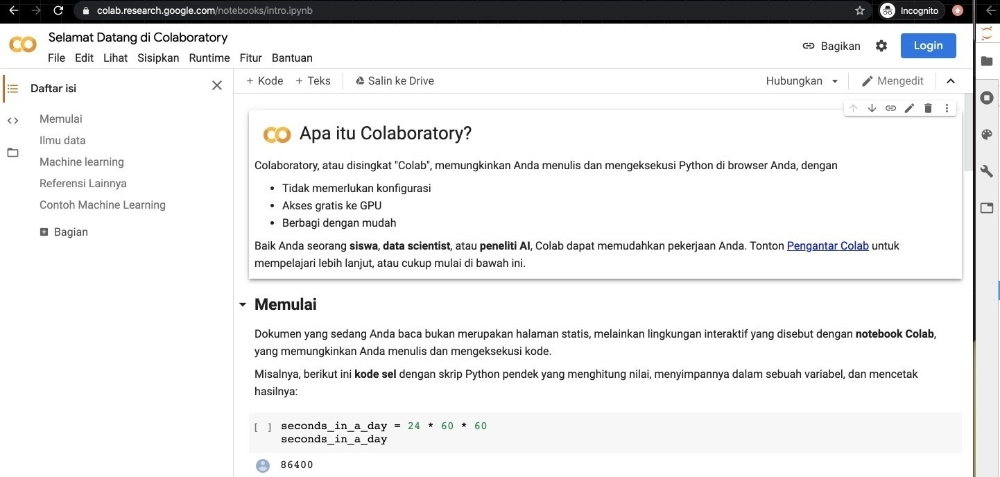 colab.research.google.com/notebooks/intro.ipynb
Incognito
Selamat Datang di Colaboratory
File Edit Lihat Sisipkan Runtime Fitur Bantuan
Bagikan
Login
Daftar isi
Memulai
Ilmu data
Machine learning
Referensi Lainnya
Contoh Machine Learning
Bagian
+ Kode + Teks Salin ke Drive
Hubungkan
Mengedit
Apa itu Colaboratory?
Colaboratory, atau disingkat "Colab", memungkinkan Anda menulis dan mengeksekusi Python di browser Anda, dengan
• Tidak memerlukan konfigurasi
• Akses gratis ke GPU
• Berbagi dengan mudah
Baik Anda seorang siswa, data scientist, atau peneliti AI, Colab dapat memudahkan pekerjaan Anda. Tonton Pengantar Colab untuk
mempelajari lebih lanjut, atau cukup mulai di bawah ini.
Memulai
Dokumen yang sedang Anda baca bukan merupakan halaman statis, melainkan lingkungan interaktif yang disebut dengan notebook Colab,
yang memungkinkan Anda menulis dan mengeksekusi kode.
Misalnya, berikut ini kode sel dengan skrip Python pendek yang menghitung nilai, menyimpannya dalam sebuah variabel, dan mencetak
hasilnya:
[ ] seconds_in_a_day = 24 * 60 * 60
seconds_in_a_day
86400